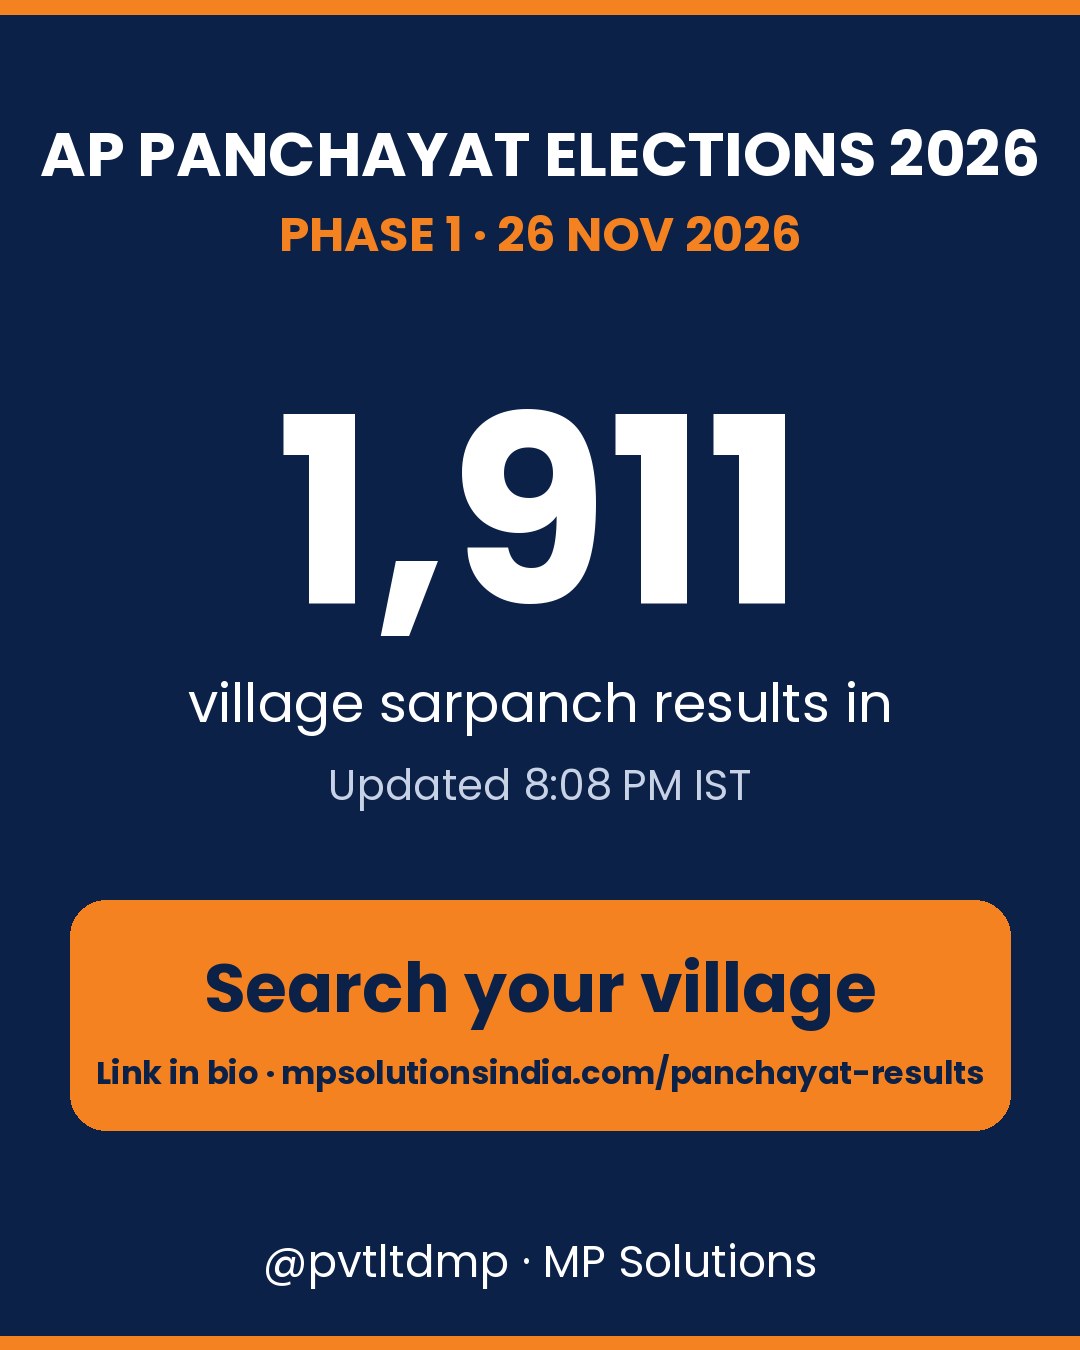 AP PANCHAYAT ELECTIONS 2026
PHASE 1 · 26 NOV 2026
1,911
village sarpanch results in
Updated 8:08 PM IST
Search your village
Link in bio · mpsolutionsindia.com/panchayat-results
@pvtltdmp · MP Solutions